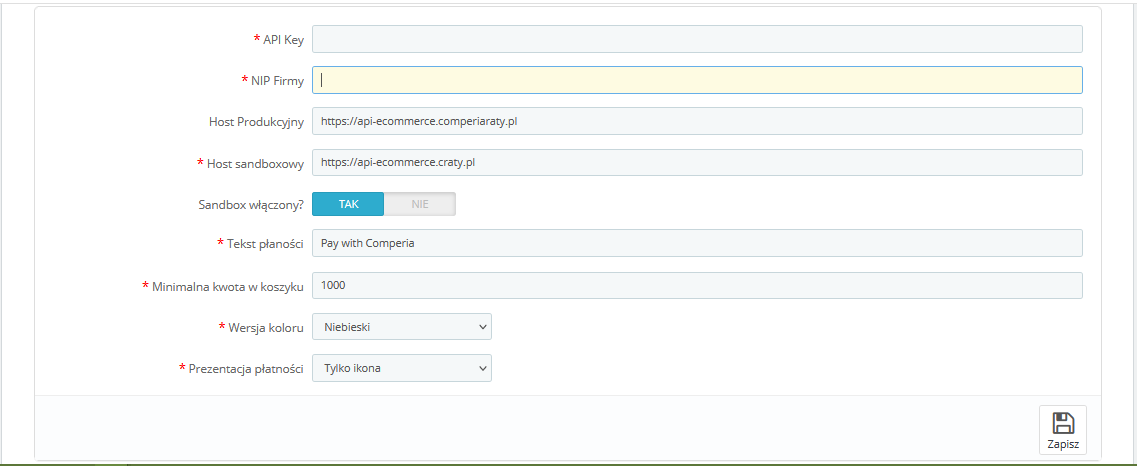 * API Key
* NIP Firmy
Host Produkcyjny https://api-ecommerce.comperiaraty.pl
* Host sandboxowy https://api-ecommerce.craty.pl
Sandbox włączony? TAK NIE
* Tekst płaności Pay with Comperia
* Minimalna kwota w koszyku 1000
* Wersja koloru Niebieski
* Prezentacja płatności Tylko ikona
Zapisz